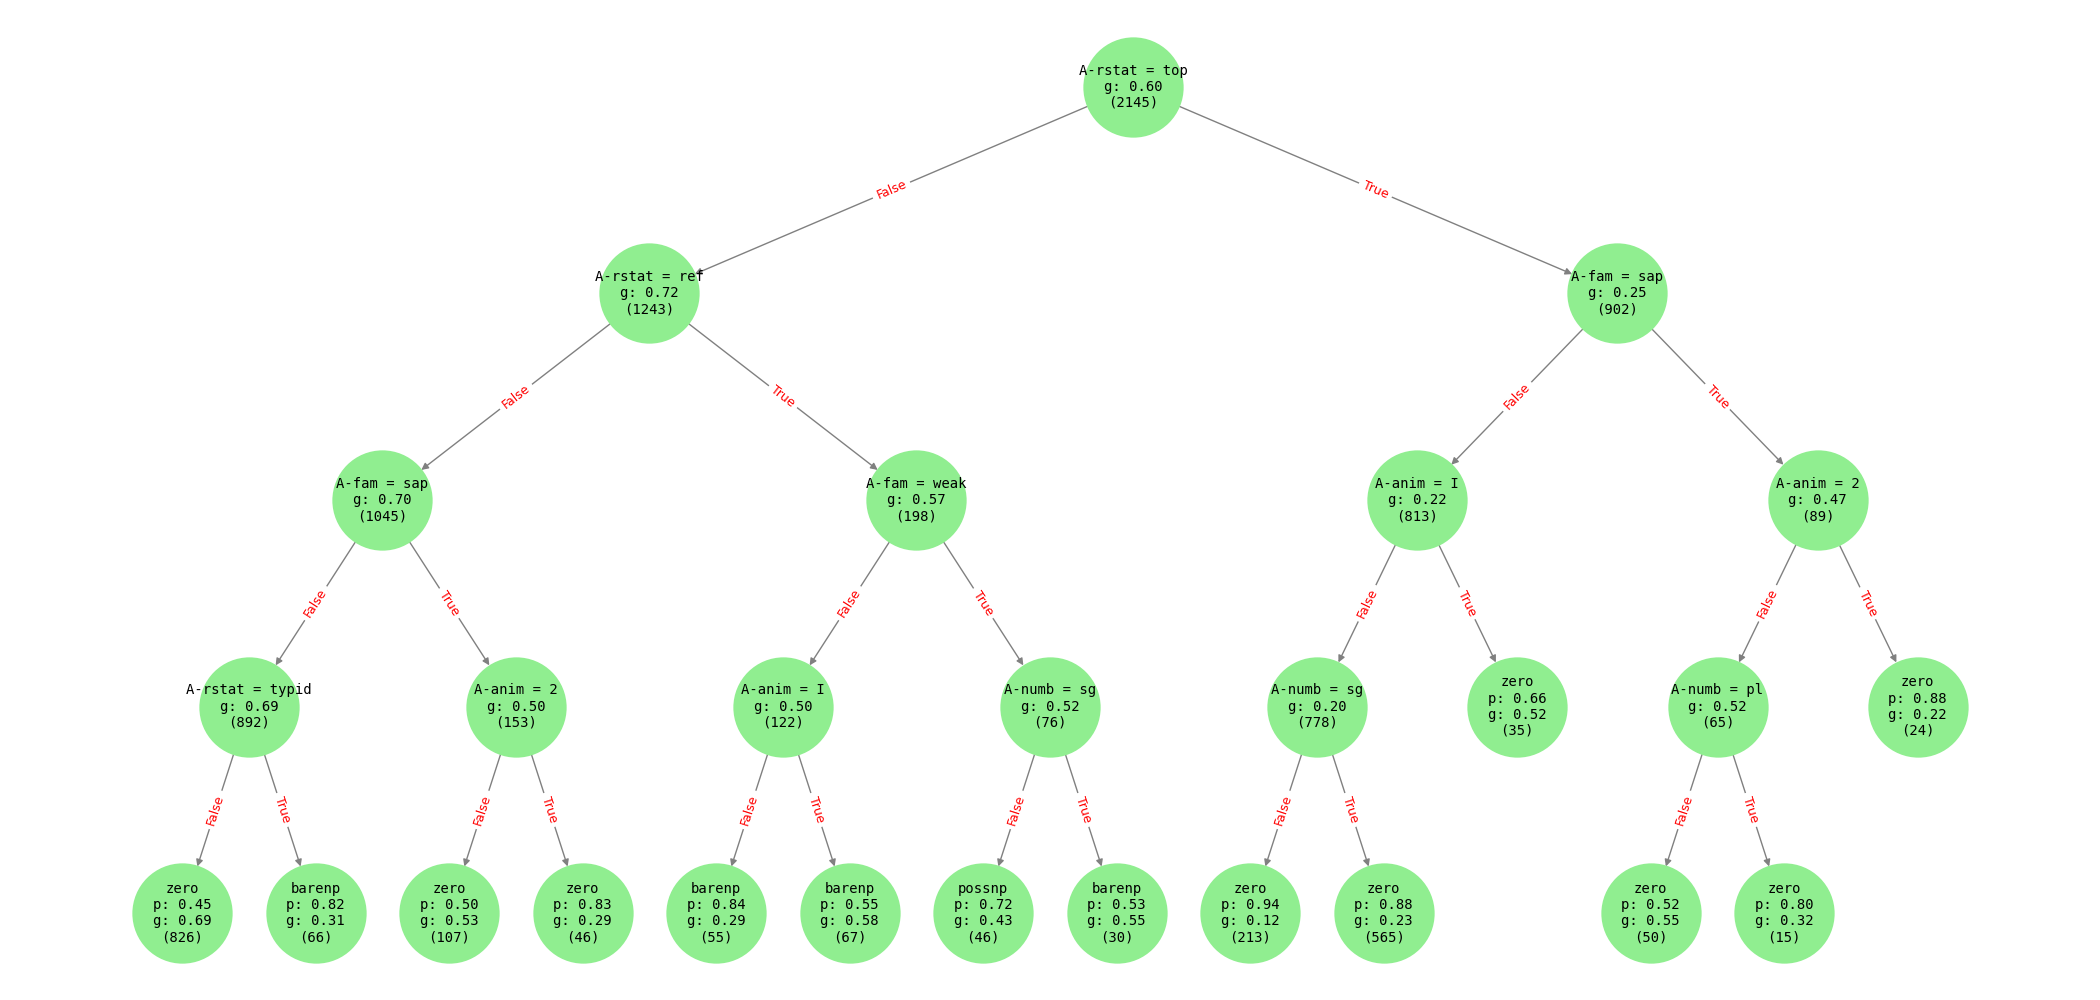 A-rstat = top
g: 0.60
(2145)
False
True
A-rstat = ref
g: 0.72
(1243)
A-fam = sap
g: 0.25
(902)
False
True
False
True
A-fam = sap
g: 0.70
(1045)
A-fam = weak
g: 0.57
(198)
A-anim = I
g: 0.22
(813)
A-anim = 2
g: 0.47
(89)
False
True
False
True
False
True
False
True
A-rstat = typid
g: 0.69
(892)
A-anim = 2
g: 0.50
(153)
A-anim = I
g: 0.50
(122)
A-numb = sg
g: 0.52
(76)
A-numb = sg
g: 0.20
(778)
zero
p: 0.66
g: 0.52
(35)
A-numb = pl
g: 0.52
(65)
zero
p: 0.88
g: 0.22
(24)
False
True
False
True
False
True
False
True
False
True
False
True
zero
p: 0.45
g: 0.69
(826)
barenp
p: 0.82
g: 0.31
(66)
zero
p: 0.50
g: 0.53
(107)
zero
p: 0.83
g: 0.29
(46)
barenp
p: 0.84
g: 0.29
(55)
barenp
p: 0.55
g: 0.58
(67)
possnp
p: 0.72
g: 0.43
(46)
barenp
p: 0.53
g: 0.55
(30)
zero
p: 0.94
g: 0.12
(213)
zero
p: 0.88
g: 0.23
(565)
zero
p: 0.52
g: 0.55
(50)
zero
p: 0.80
g: 0.32
(15)